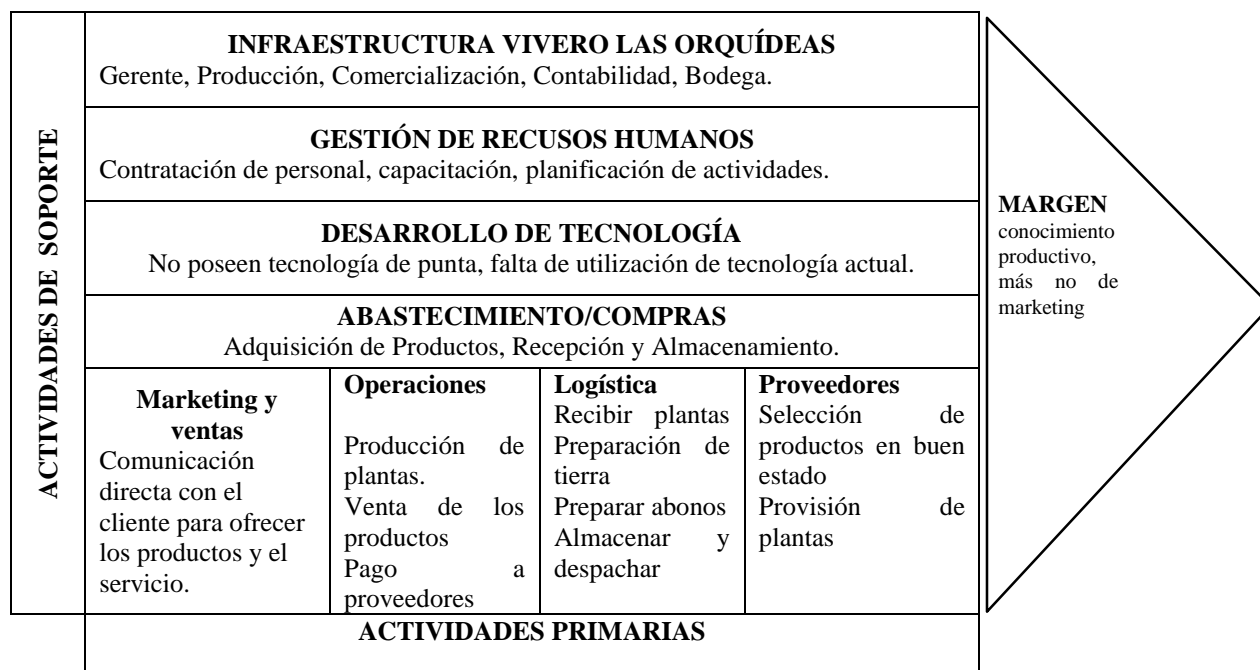 INFRAESTRUCTURA VIVERO LAS ORQUÍDEAS
Gerente, Producción, Comercialización, Contabilidad, Bodega.
GESTIÓN DE RECUSOS HUMANOS
Contratación de personal, capacitación, planificación de actividades.
DESARROLLO DE TECNOLOGÍA
No poseen tecnología de punta, falta de utilización de tecnología actual.
ABASTECIMIENTO/COMPRAS
Adquisición de Productos, Recepción y Almacenamiento.
ACTIVIDADES DE SOPORTE
Marketing y
ventas
Comunicación
directa con el
cliente para ofrecer
los productos y el
servicio.
Operaciones
Producción de
plantas.
Venta de los
productos
Pago a
proveedores
Logística
Recibir plantas
Preparación de
tierra
Preparar abonos
Almacenar y
despachar
Proveedores
Selección de
productos en buen
estado
Provisión de
plantas
ACTIVIDADES PRIMARIAS
MARGEN
conocimiento
productivo,
más no de
marketing